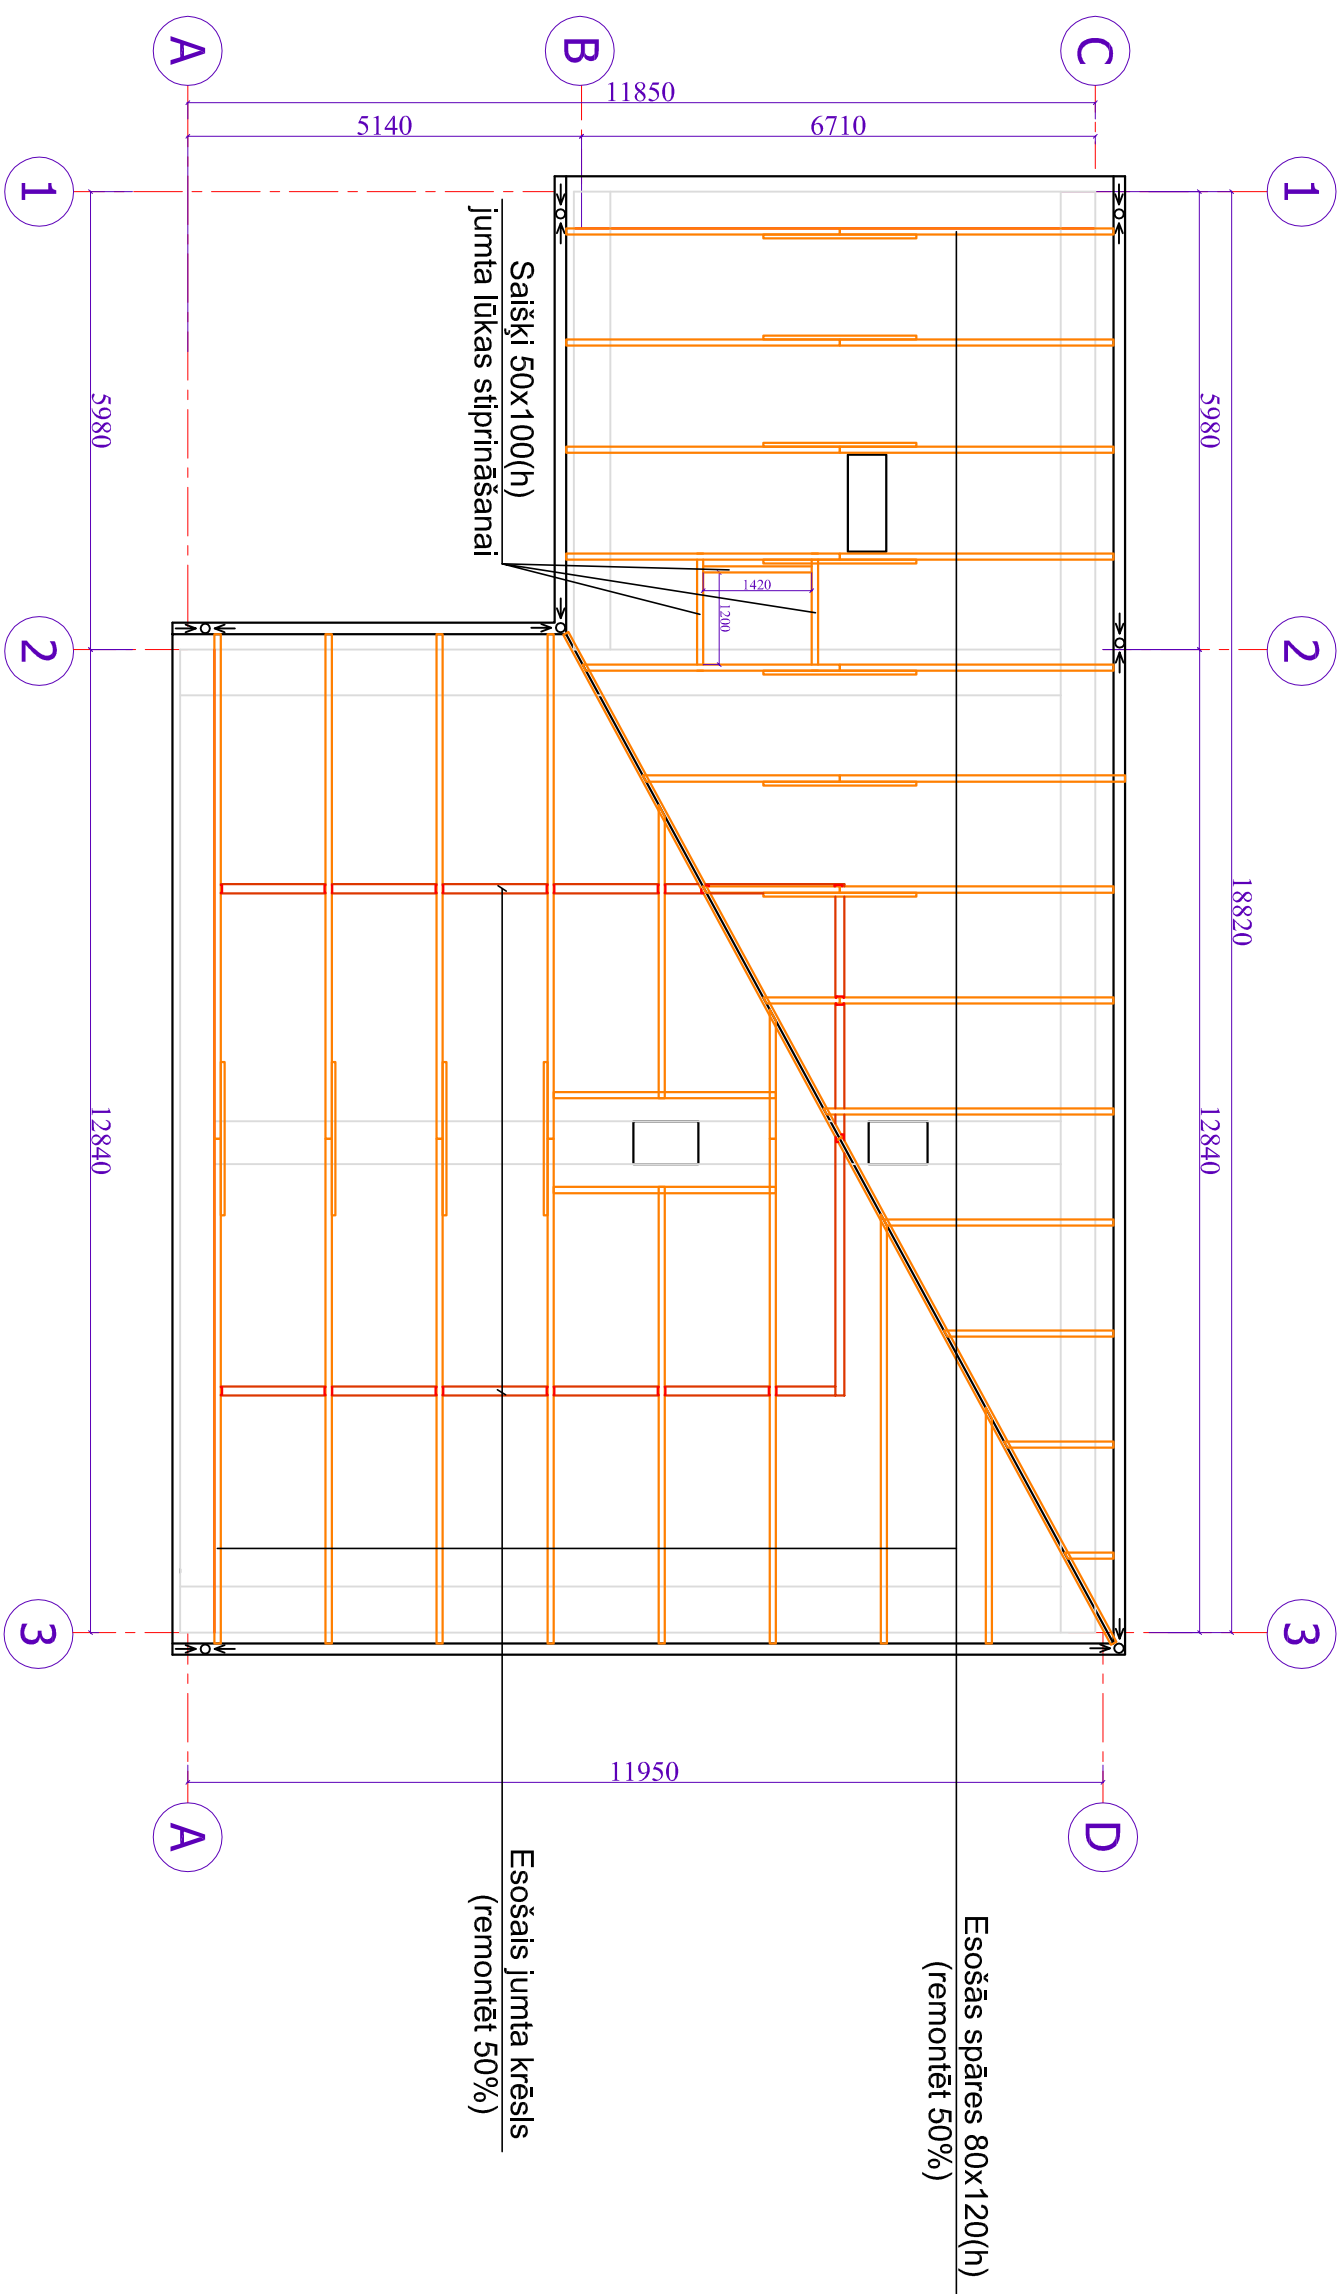 A
B
C
11850
5140
6710
1
1
5980
5980
Saišķi 50x100(h)
jumta lūkas stiprināšanai
1420
1200
2
2
18820
12840
12840
3
3
11950
A
D
Esošais jumta krēsls
(remontēt 50%)
Esošās spāres 80x120(h)
(remontēt 50%)